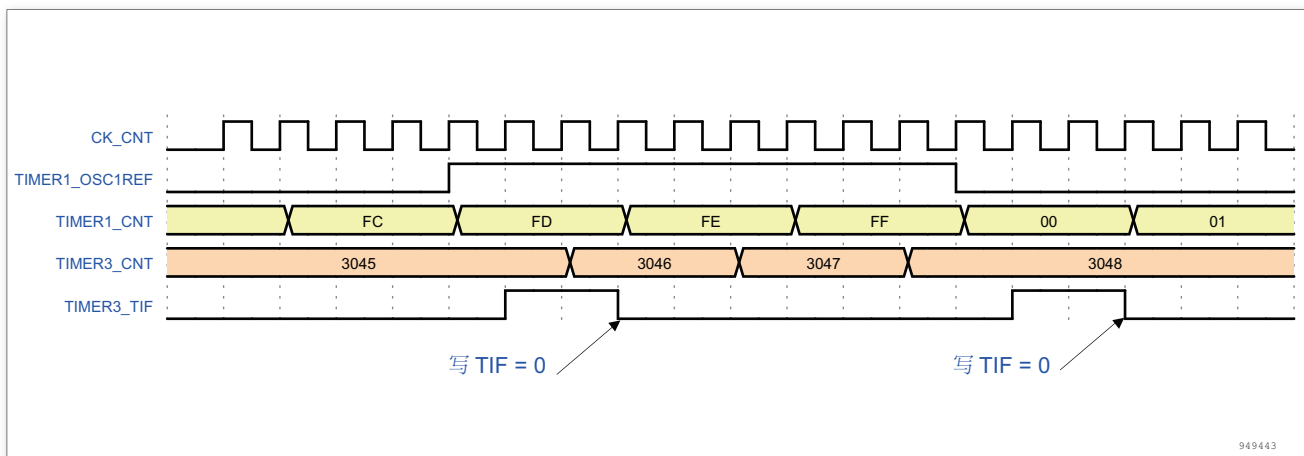 CK_CNT
TIMER1_OSC1REF
TIMER1_CNT FC FD FE FF 00 01
TIMER3_CNT 3045 3046 3047 3048
TIMER3_TIF
写 TIF = 0 写 TIF = 0
949443